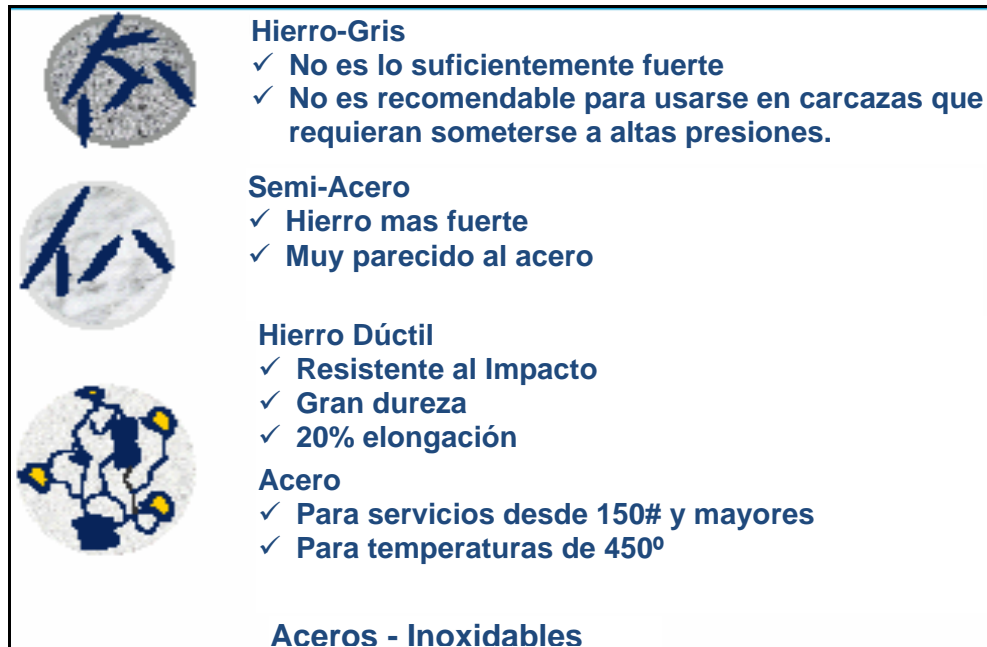 Hierro-Gris
✓ No es lo suficientemente fuerte
✓ No es recomendable para usarse en carcazas que
requieran someterse a altas presiones.
Semi-Acero
✓ Hierro mas fuerte
✓ Muy parecido al acero
Hierro Dúctil
✓ Resistente al Impacto
✓ Gran dureza
✓ 20% elongación
Acero
✓ Para servicios desde 150# y mayores
✓ Para temperaturas de 450º
Aceros - Inoxidables